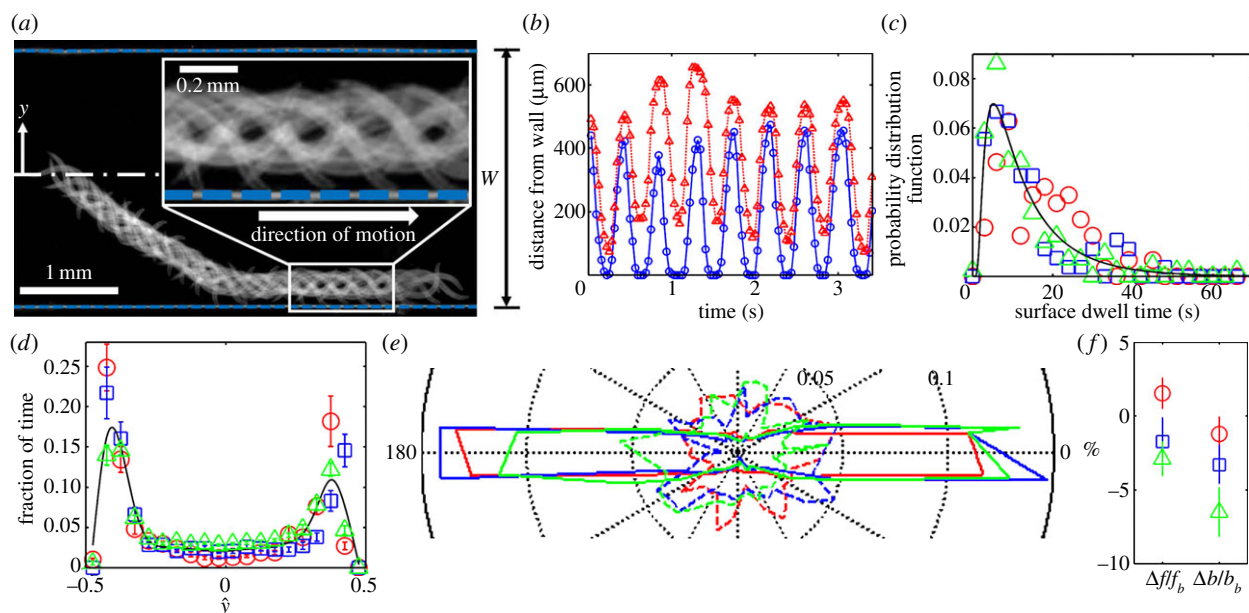 (a)
0.2 mm
y
W
direction of motion
1 mm
(b)
distance from wall (µm)
600
400
200
0
0 1 2 3
time (s)
(c)
probability distribution
function
0.08
0.06
0.04
0.02
0 20 40 60
surface dwell time (s)
(d)
fraction of time
0.25
0.20
0.15
0.10
0.05
0
–0.5 0 0.5
ŷ
(e)
0.05 0.1
180 0
(f)
%
5
0
–5
–10
Δf/f_b Δb/b_b